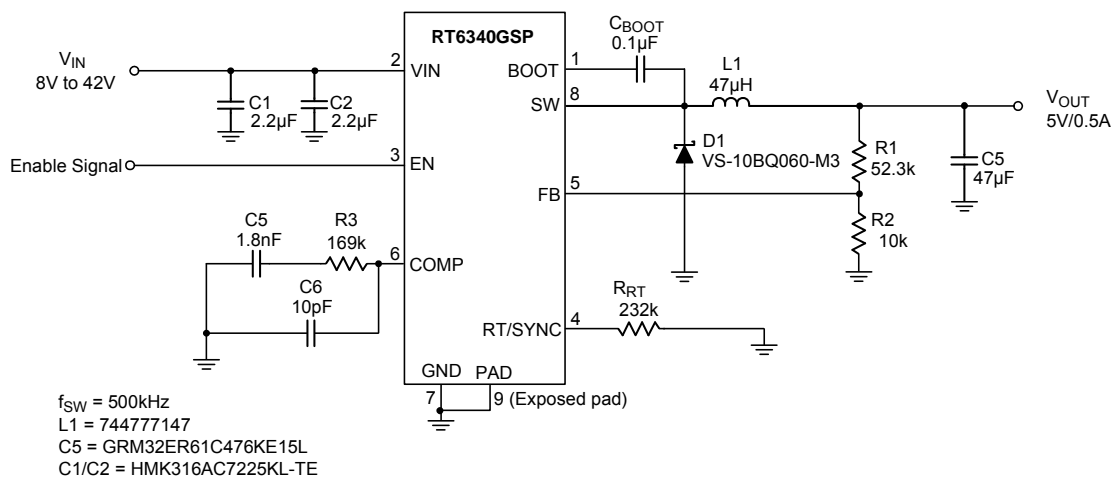 RT6340GSP
VIN
8V to 42V
2
VIN
C1
2.2µF
C2
2.2µF
Enable Signal
3
EN
C5
1.8nF
R3
169k
6
COMP
C6
10pF
GND
PAD
7
9 (Exposed pad)
BOOT
1
CBOOT
0.1µF
SW
8
L1
47µH
VOUT
5V/0.5A
D1
VS-10BQ060-M3
R1
52.3k
C5
47µF
FB
5
R2
10k
RT/SYNC
4
RRT
232k
fSW = 500kHz
L1 = 744777147
C5 = GRM32ER61C476KE15L
C1/C2 = HMK316AC7225KL-TE